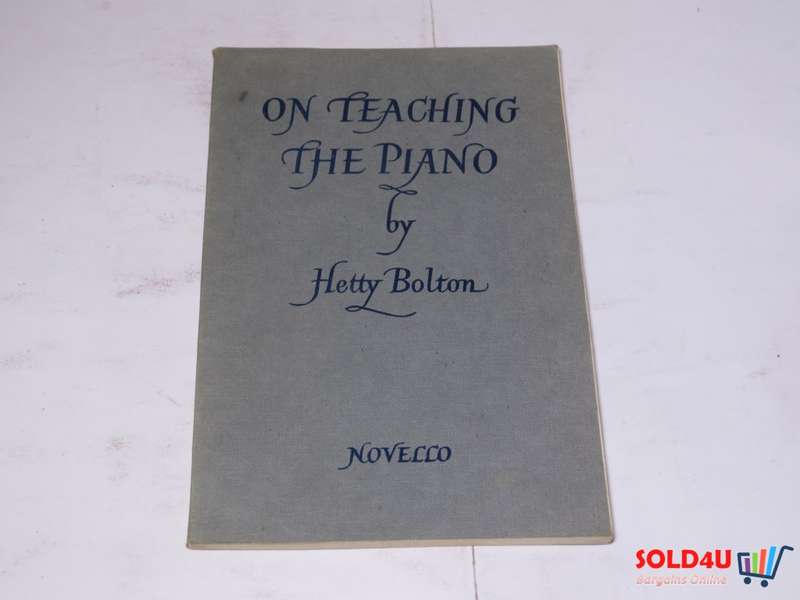 ON TEACHING
THE PIANO
by
Hetty Bolton
NOVELLO
SOLD4U
Bargains Online